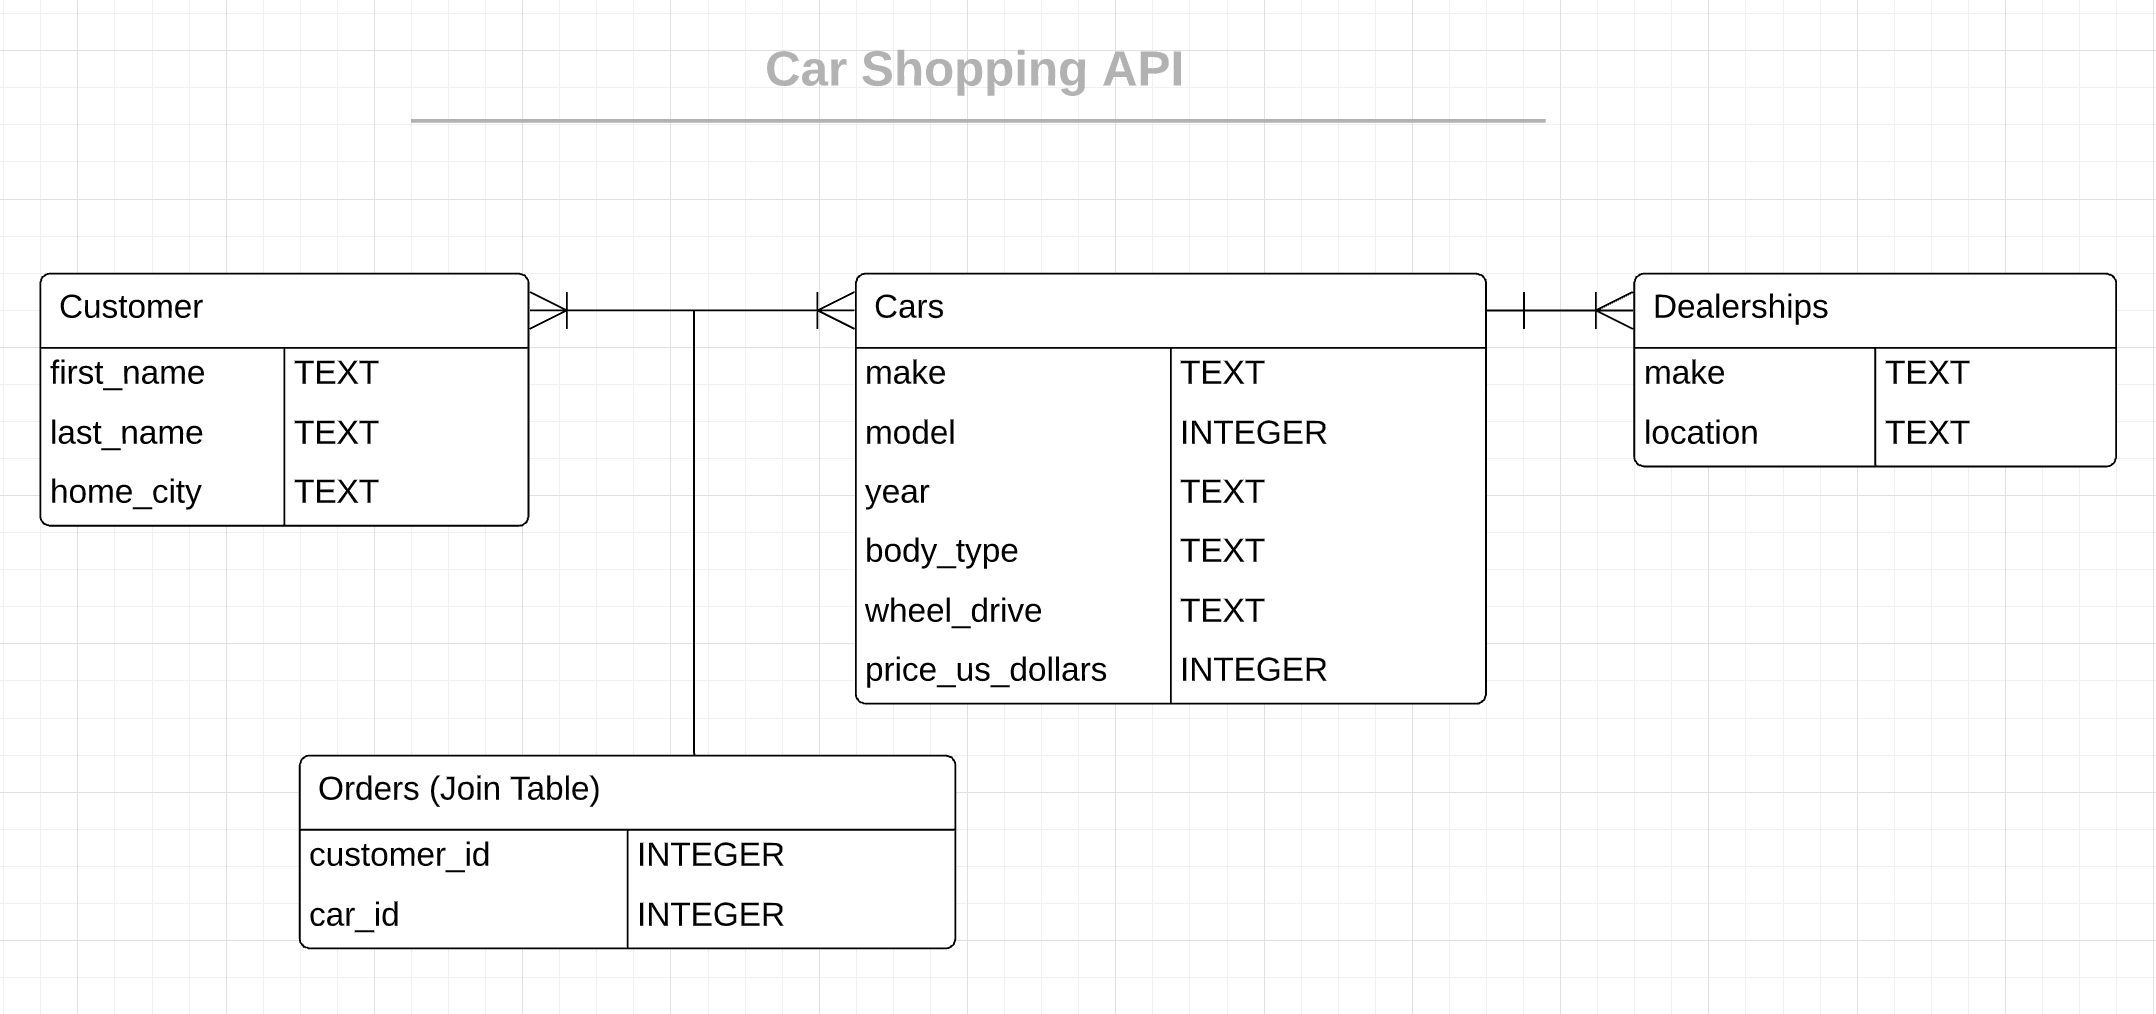 Car Shopping API
Customer
first_name TEXT
last_name TEXT
home_city TEXT
Cars
make TEXT
model INTEGER
year TEXT
body_type TEXT
wheel_drive TEXT
price_us_dollars INTEGER
Dealerships
make TEXT
location TEXT
Orders (Join Table)
customer_id INTEGER
car_id INTEGER